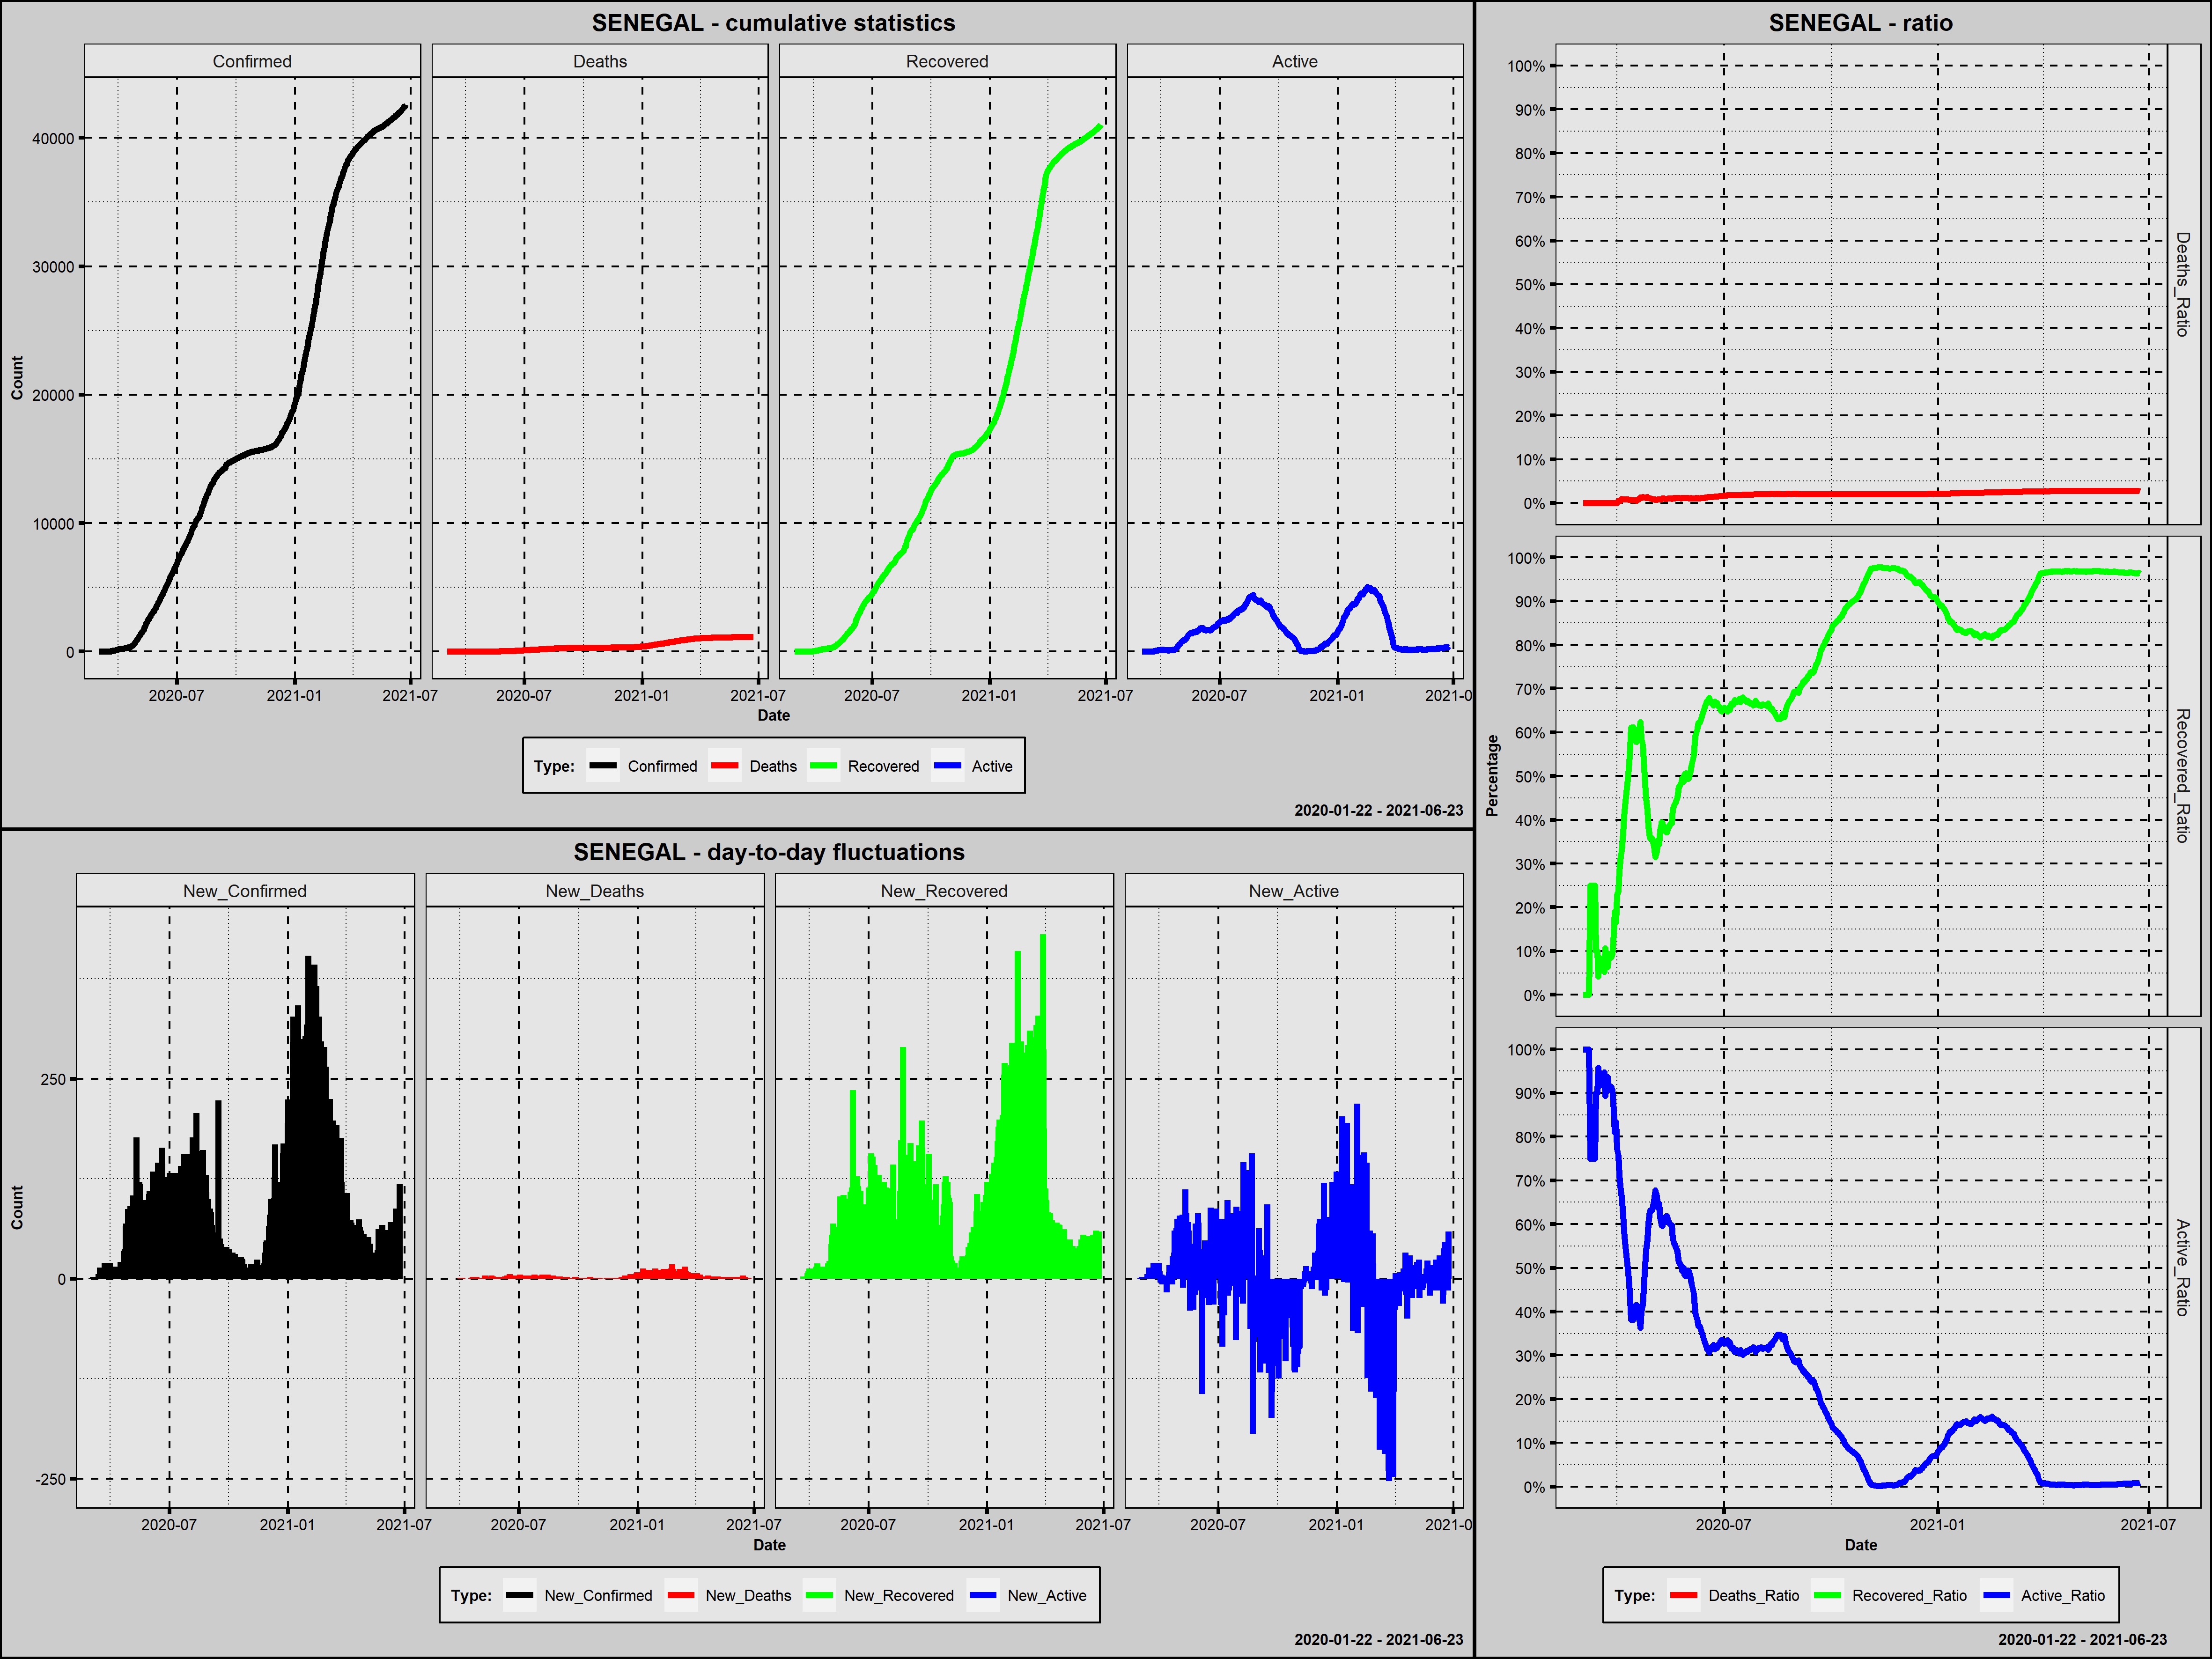 SENEGAL - cumulative statistics
Confirmed Deaths Recovered Active
Count
40000
30000
20000
10000
0
2020-07 2021-01 2021-07 2020-07 2021-01 2021-07 2020-07 2021-01 2021-07 2020-07 2021-01 2021-0
Date
Type: Confirmed Deaths Recovered Active
2020-01-22 - 2021-06-23
SENEGAL - day-to-day fluctuations
New_Confirmed New_Deaths New_Recovered New_Active
Count
250
0
-250
2020-07 2021-01 2021-07 2020-07 2021-01 2021-07 2020-07 2021-01 2021-07 2020-07 2021-01 2021-0
Date
Type: New_Confirmed New_Deaths New_Recovered New_Active
2020-01-22 - 2021-06-23
SENEGAL - ratio
Percentage
100%
90%
80%
70%
60%
50%
40%
30%
20%
10%
0%
Deaths_Ratio
100%
90%
80%
70%
60%
50%
40%
30%
20%
10%
0%
Recovered_Ratio
100%
90%
80%
70%
60%
50%
40%
30%
20%
10%
0%
Active_Ratio
2020-07 2021-01 2021-07
Date
Type: Deaths_Ratio Recovered_Ratio Active_Ratio
2020-01-22 - 2021-06-23